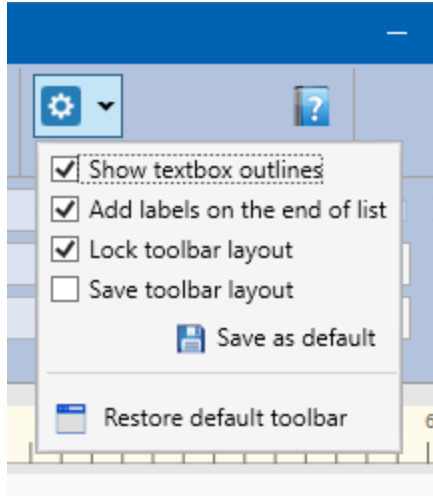 ?
Show textbox outlines
Add labels on the end of list
Lock toolbar layout
Save toolbar layout
Save as default
Restore default toolbar
6